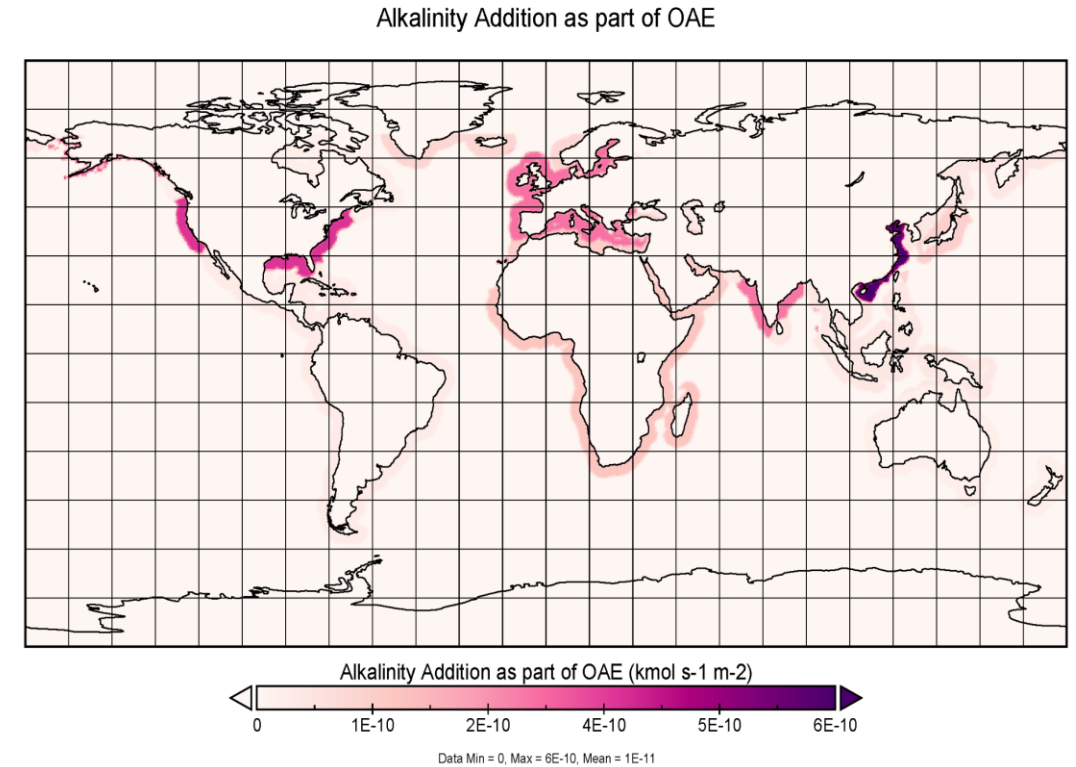 Alkalinity Addition as part of OAE
Alkalinity Addition as part of OAE (kmol s-1 m-2)
0 1E-10 2E-10 4E-10 5E-10 6E-10
Data Min = 0, Max = 6E-10, Mean = 1E-11